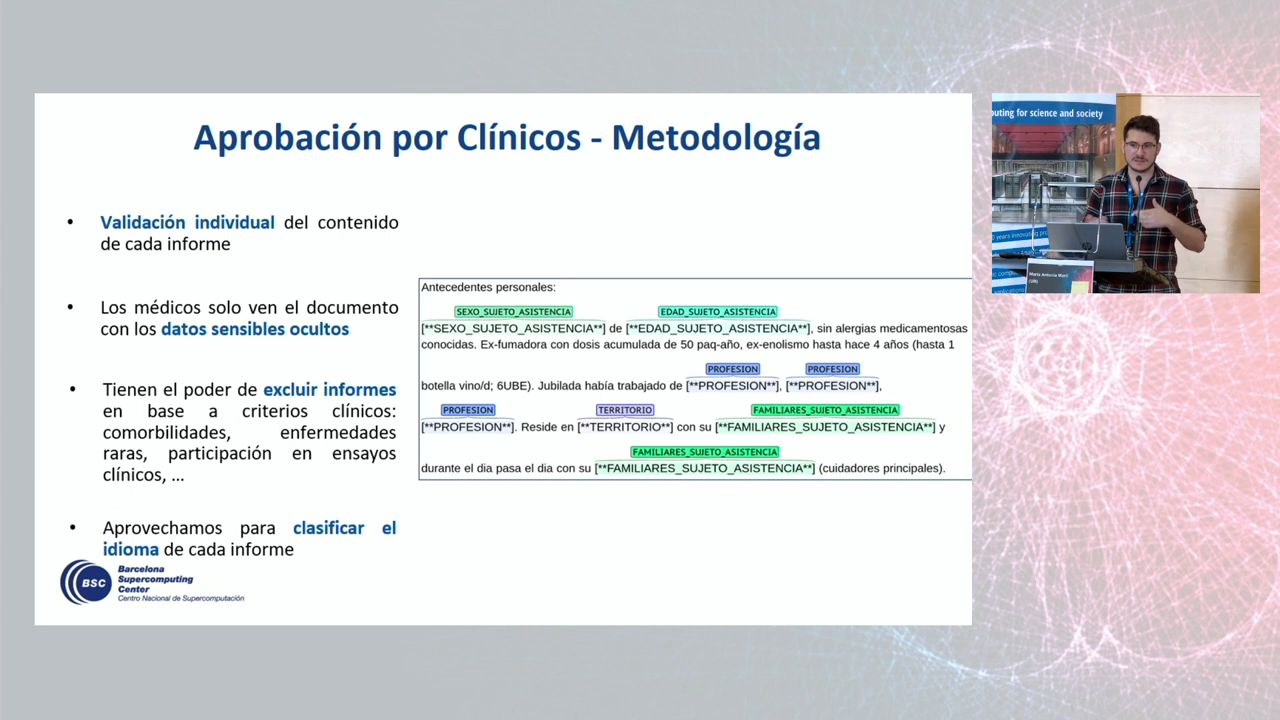 Aprobación por Clínicos - Metodología
• Validación individual del contenido
de cada informe
• Los médicos solo ven el documento
con los datos sensibles ocultos
• Tienen el poder de excluir informes
en base a criterios clínicos:
comorbilidades, enfermedades
raras, participación en ensayos
clínicos, ...
• Aprovechamos para clasificar el
idioma de cada informe
Antecedentes personales:
SEXO_SUJETO_ASISTENCIA EDAD_SUJETO_ASISTENCIA
[**SEXO_SUJETO_ASISTENCIA**] de [**EDAD_SUJETO_ASISTENCIA**], sin alergias medicamentosas
conocidas. Ex-fumadora con dosis acumulada de 50 paq-año, ex-enolismo hasta hace 4 años (hasta 1
PROFESION PROFESION
botella vino/d; 6UBE). Jubilada había trabajado de [**PROFESION**], [**PROFESION**],
PROFESION TERRITORIO FAMILIARES_SUJETO_ASISTENCIA
[**PROFESION**]. Reside en [**TERRITORIO**] con su [**FAMILIARES_SUJETO_ASISTENCIA**] y
FAMILIARES_SUJETO_ASISTENCIA
durante el dia pasa el dia con su [**FAMILIARES_SUJETO_ASISTENCIA**] (cuidadores principales).
BSC
Barcelona
Supercomputing
Center
Centro Nacional de Supercomputación
puting for science and society
years innovating